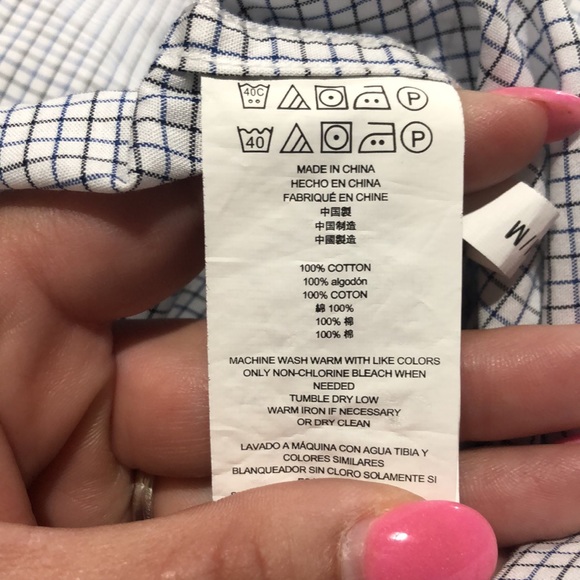 40C P
40 P
MADE IN CHINA
HECHO EN CHINA
FABRIQUÉ EN CHINE
中国製
中国制造
中國製造
100% COTTON
100% algodón
100% COTON
綿 100%
100% 棉
100% 棉
MACHINE WASH WARM WITH LIKE COLORS
ONLY NON-CHLORINE BLEACH WHEN
NEEDED
TUMBLE DRY LOW
WARM IRON IF NECESSARY
OR DRY CLEAN
LAVADO A MÁQUINA CON AGUA TIBIA Y
COLORES SIMILARES
BLANQUEADOR SIN CLORO SOLAMENTE SI
/M